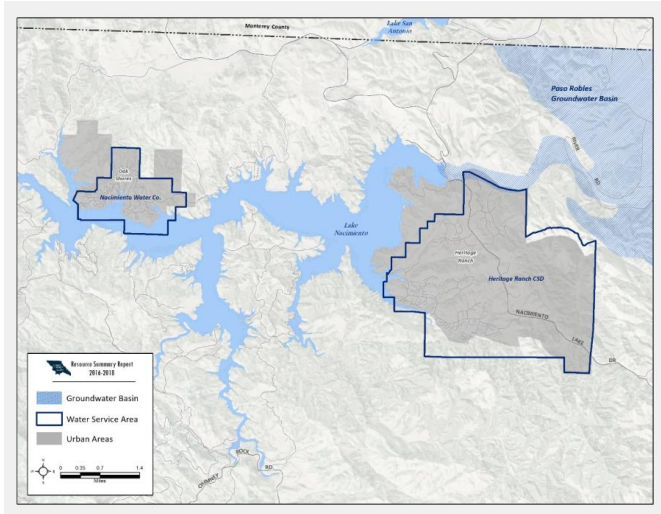 Monterey County
Lake San
Antonio
Paso Robles
Groundwater Basin
RIVER
RD
Oak
Shores
Nacimiento Water Co.
Lake
Nacimiento
Heritage
Ranch
Heritage Ranch CSD
NACIMIENTO
LAKE
DR
Resource Summary Report
2016-2018
Groundwater Basin
Water Service Area
Urban Areas
0 0.35 0.7 1.4
Miles
CHIMNEY
ROCK
RD